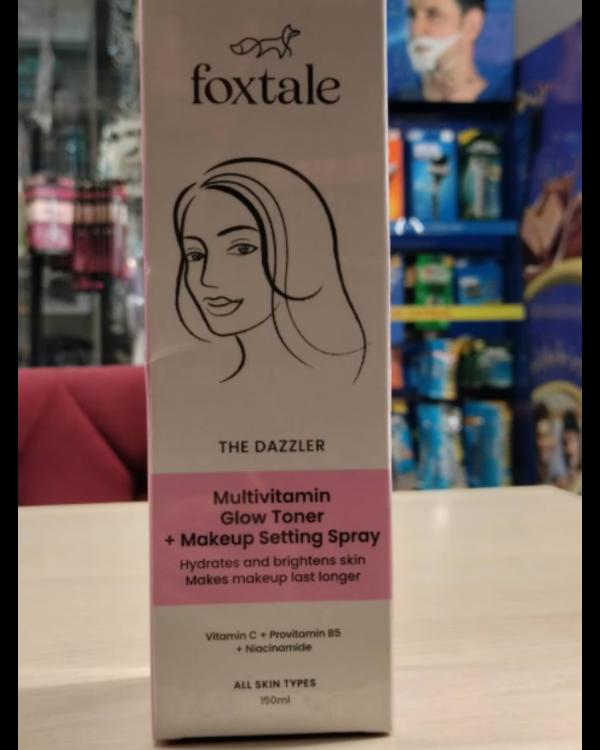 foxtale
THE DAZZLER
Multivitamin
Glow Toner
+ Makeup Setting Spray
Hydrates and brightens skin
Makes makeup last longer
Vitamin C + Provitamin B5
+ Niacinamide
ALL SKIN TYPES
150ml